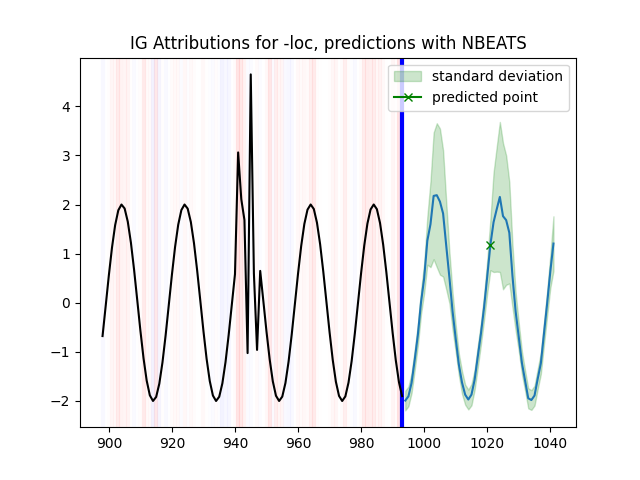 IG Attributions for -loc, predictions with NBEATS
standard deviation
predicted point
4
3
2
1
0
−1
−2
900 920 940 960 980 1000 1020 1040